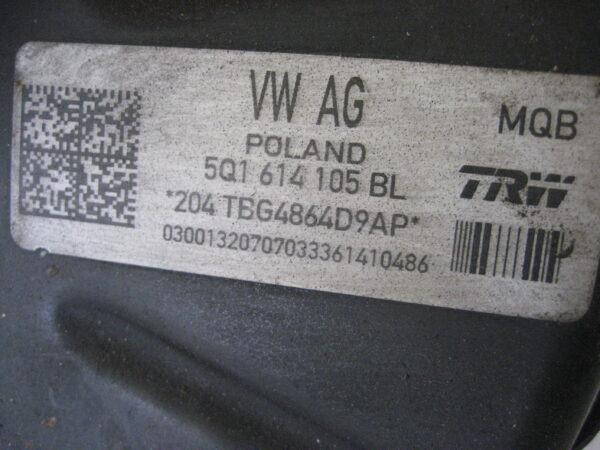 VW AG
MQB
POLAND
5Q1 614 105 BL
TRW
*204 TBG4864D9AP*
03001320707033361410486